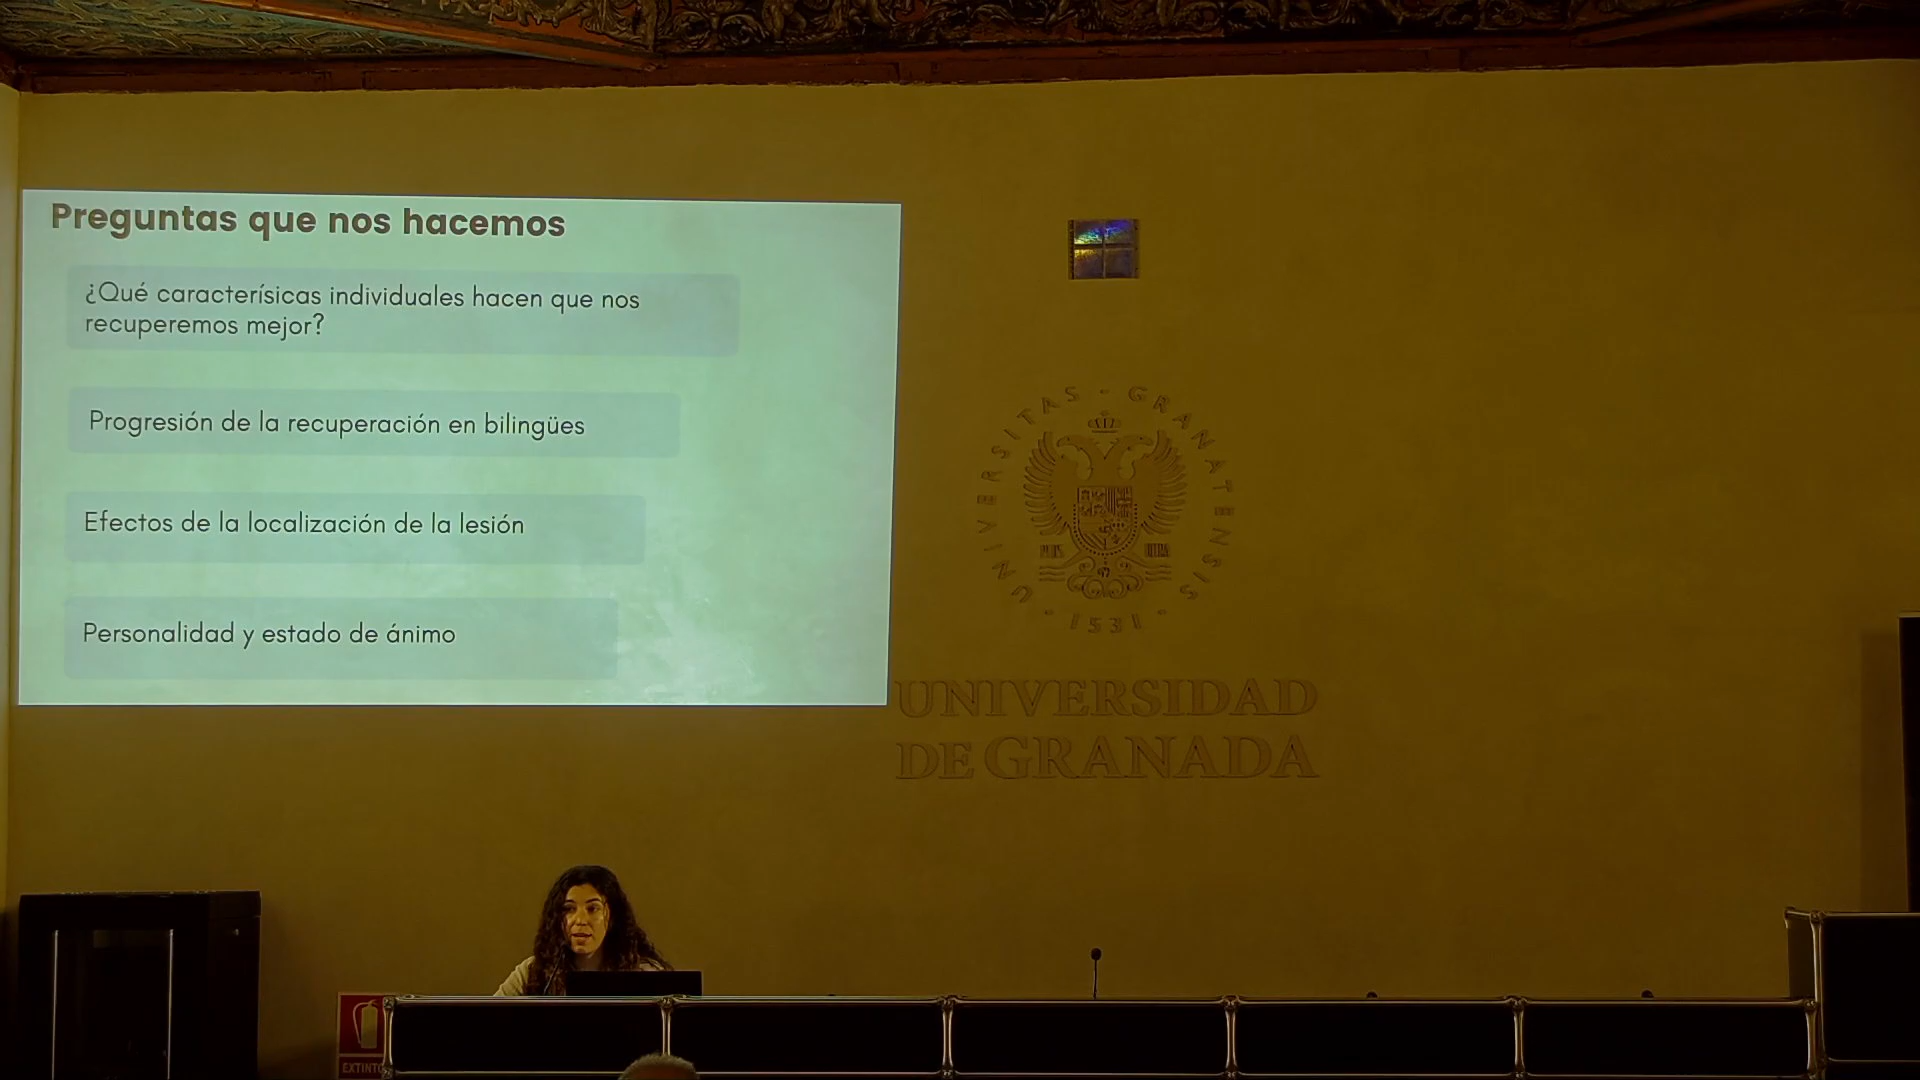 Preguntas que nos hacemos
¿Qué caracterísicas individuales hacen que nos
recuperemos mejor?
Progresión de la recuperación en bilingües
Efectos de la localización de la lesión
Personalidad y estado de ánimo
UNIVERSITAS · GRANATENSIS
· 1531 ·
UNIVERSIDAD
DE GRANADA